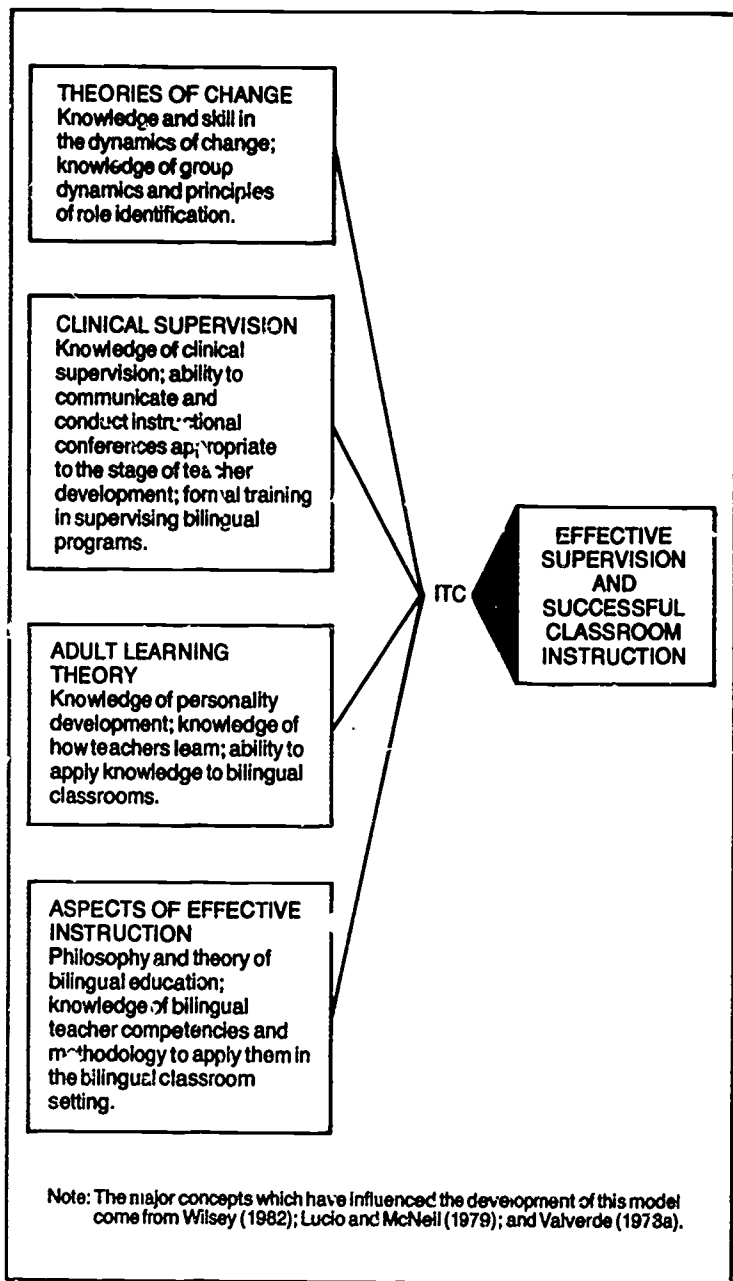 THEORIES OF CHANGE
Knowledge and skill in
the dynamics of change;
knowledge of group
dynamics and principles
of role identification.
CLINICAL SUPERVISION
Knowledge of clinical
supervision; ability to
communicate and
conduct instructional
conferences appropriate
to the stage of teacher
development; formal training
in supervising bilingual
programs.
ADULT LEARNING
THEORY
Knowledge of personality
development; knowledge of
how teachers learn; ability to
apply knowledge to bilingual
classrooms.
ASPECTS OF EFFECTIVE
INSTRUCTION
Philosophy and theory of
bilingual education;
knowledge of bilingual
teacher competencies and
methodology to apply them in
the bilingual classroom
setting.
ITC
EFFECTIVE
SUPERVISION
AND
SUCCESSFUL
CLASSROOM
INSTRUCTION
Note: The major concepts which have influenced the development of this model
come from Wilsey (1982); Lucio and McNeil (1979); and Valverde (1973a).